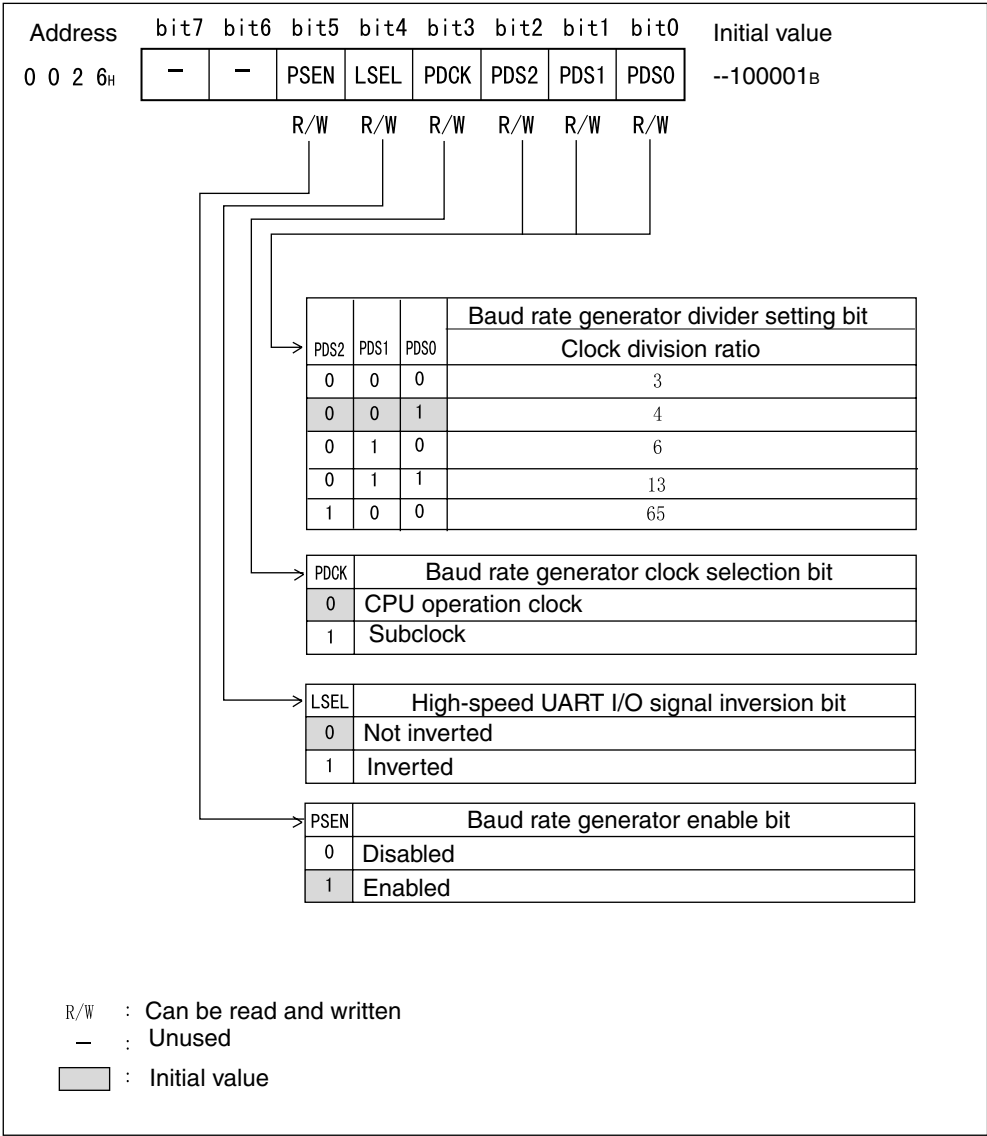 Address bit7 bit6 bit5 bit4 bit3 bit2 bit1 bit0 Initial value
0 0 2 6H − − PSEN LSEL PDCK PDS2 PDS1 PDS0 --100001B
R/W R/W R/W R/W R/W R/W
Baud rate generator divider setting bit
PDS2 PDS1 PDS0 Clock division ratio
0 0 0 3
0 0 1 4
0 1 0 6
0 1 1 13
1 0 0 65
PDCK Baud rate generator clock selection bit
0 CPU operation clock
1 Subclock
LSEL High-speed UART I/O signal inversion bit
0 Not inverted
1 Inverted
PSEN Baud rate generator enable bit
0 Disabled
1 Enabled
R/W : Can be read and written
− : Unused
: Initial value